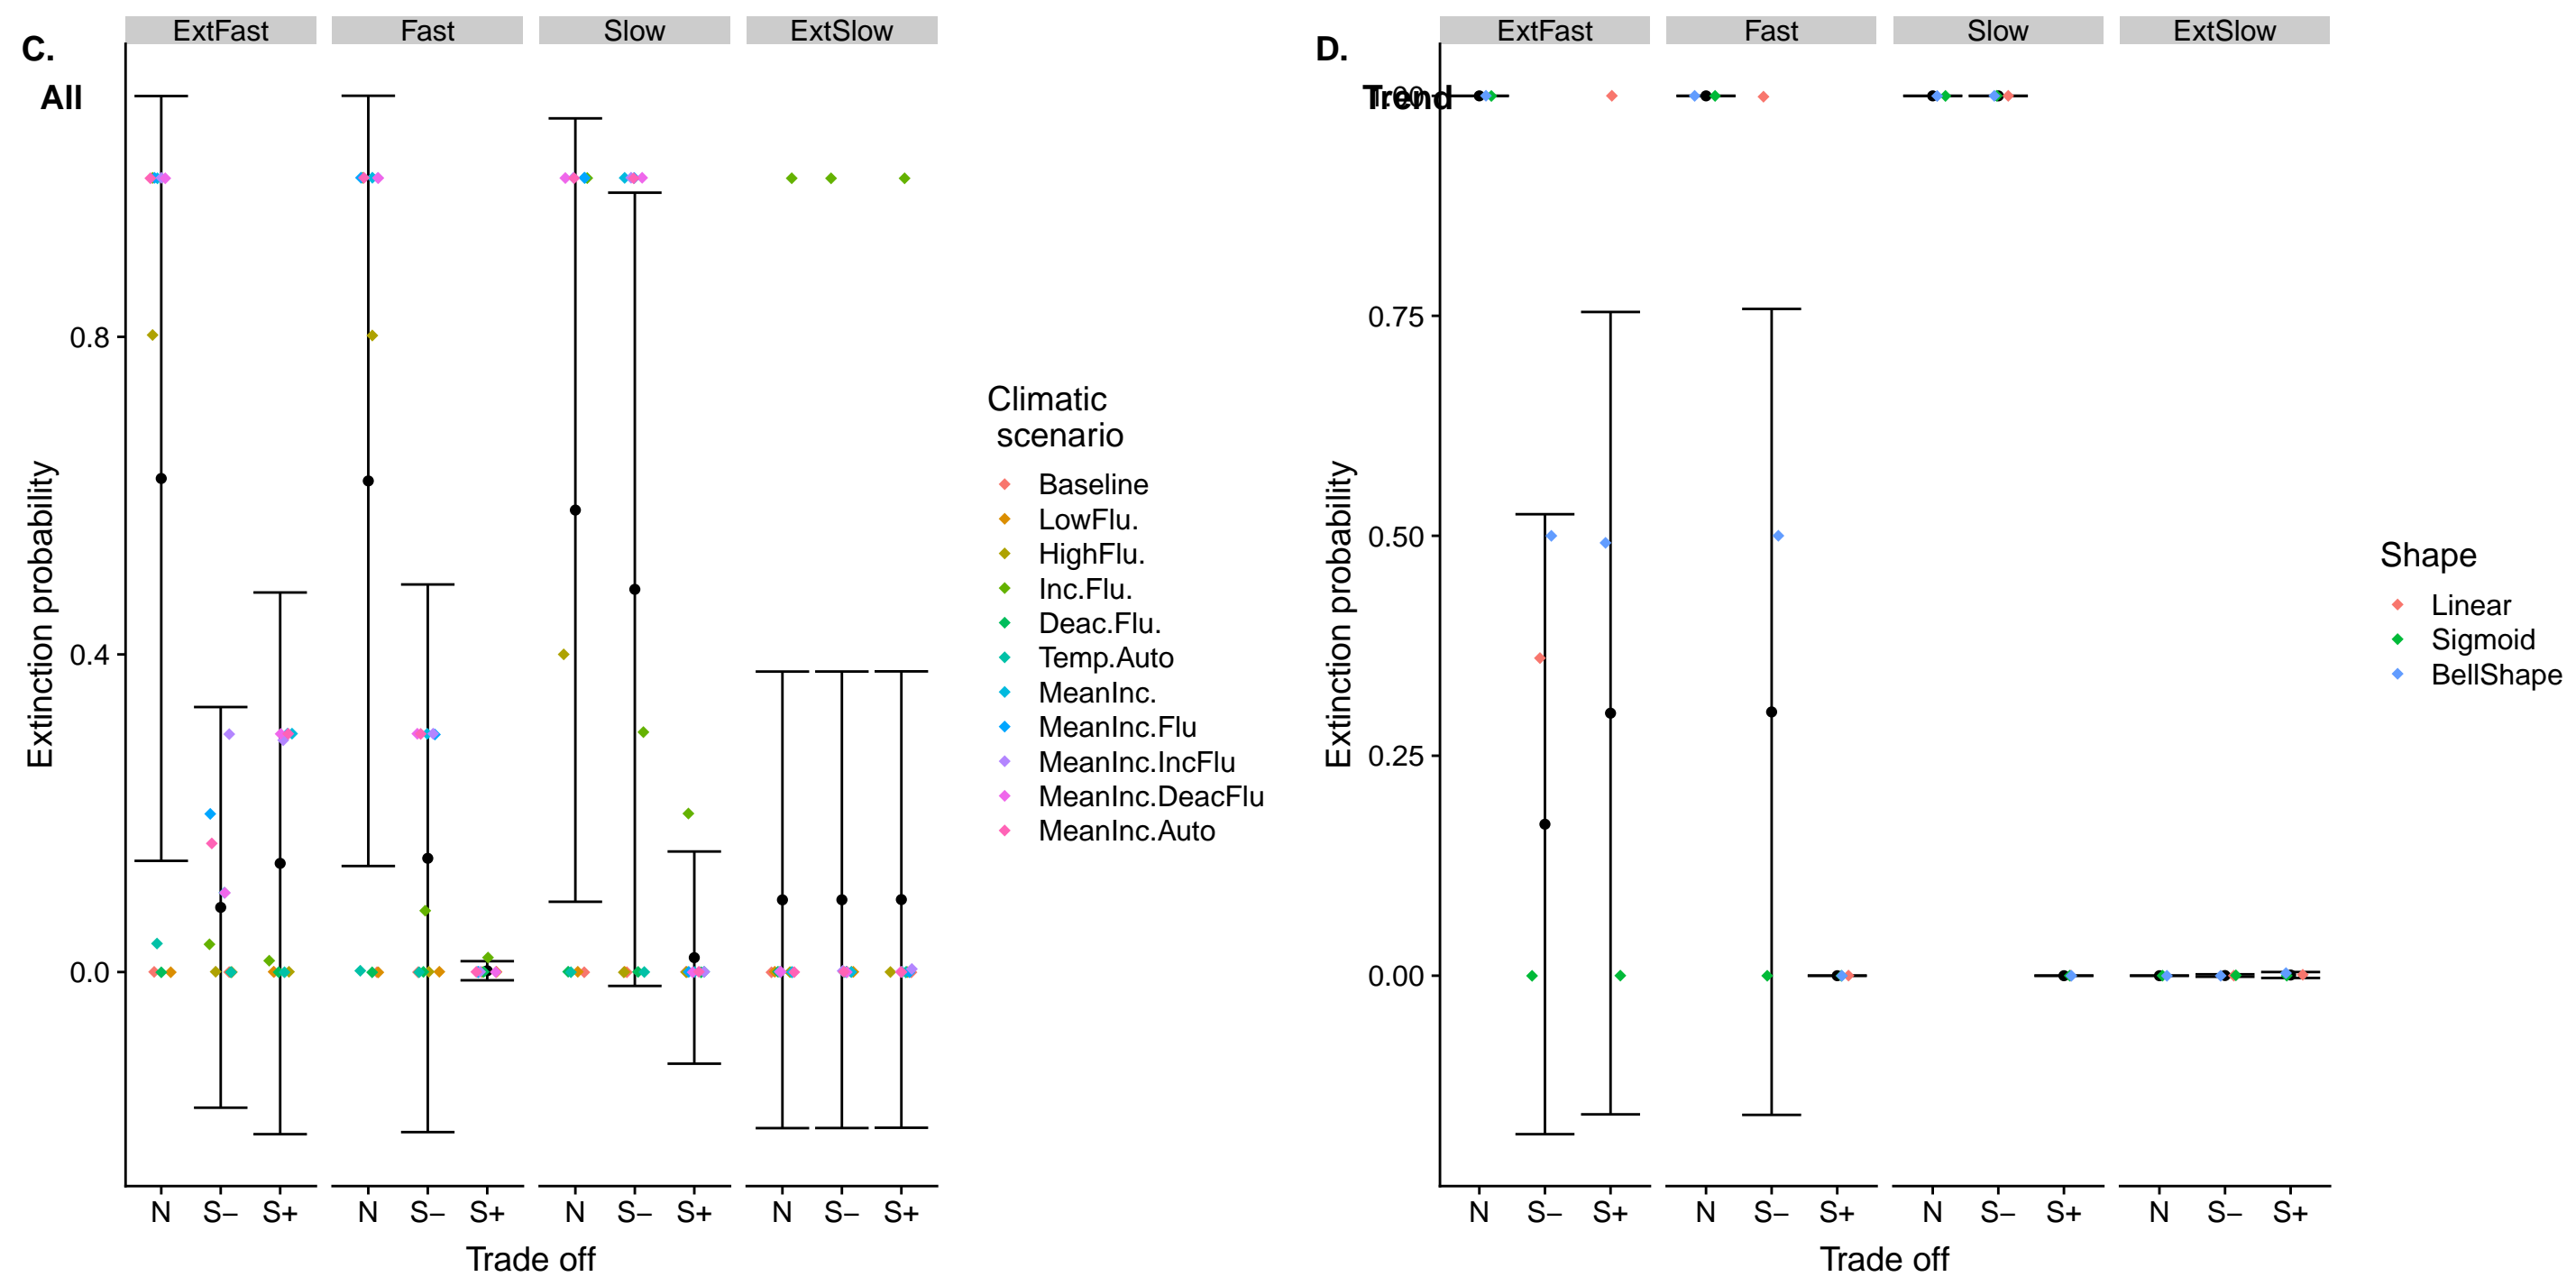 C.
All
ExtFast Fast Slow ExtSlow
0.8
0.4
0.0
Extinction probability
N S− S+ N S− S+ N S− S+ N S− S+
Trade off
Climatic
scenario
Baseline
LowFlu.
HighFlu.
Inc.Flu.
Deac.Flu.
Temp.Auto
MeanInc.
MeanInc.Flu
MeanInc.IncFlu
MeanInc.DeacFlu
MeanInc.Auto
D.
Trend
ExtFast Fast Slow ExtSlow
1.00
0.75
0.50
0.25
0.00
Extinction probability
N S− S+ N S− S+ N S− S+ N S− S+
Trade off
Shape
Linear
Sigmoid
BellShape